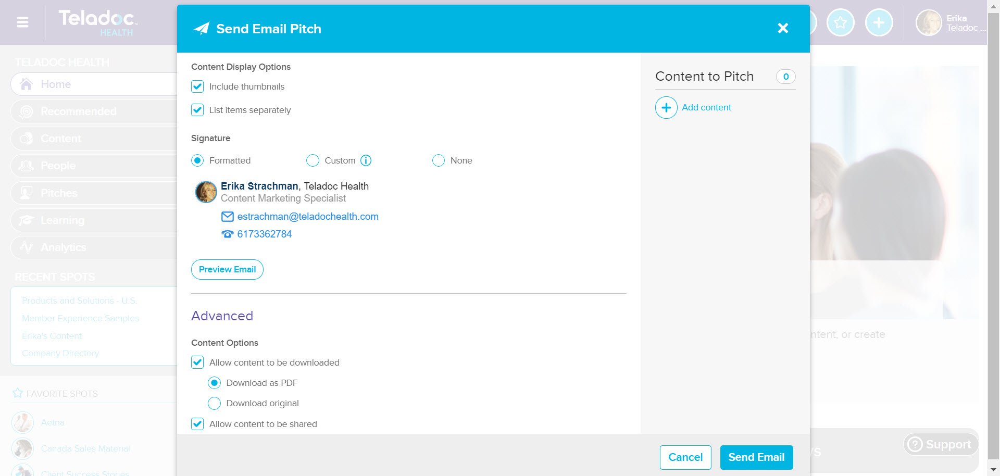 Teladoc
HEALTH
Send Email Pitch
Erika
Teladoc ...
TELADOC HEALTH
Home
Recommended
Content
People
Pitches
Learning
Analytics
RECENT SPOTS
Products and Solutions - U.S.
Member Experience Samples
Erika's Content
Company Directory
FAVORITE SPOTS
Aetna
Canada Sales Material
Client Success Stories
Content Display Options
Include thumbnails
List items separately
Signature
Formatted
Custom
None
Erika Strachman, Teladoc Health
Content Marketing Specialist
estrachman@teladochealth.com
6173362784
Preview Email
Advanced
Content Options
Allow content to be downloaded
Download as PDF
Download original
Allow content to be shared
Content to Pitch 0
Add content
Cancel
Send Email
, or create
Support